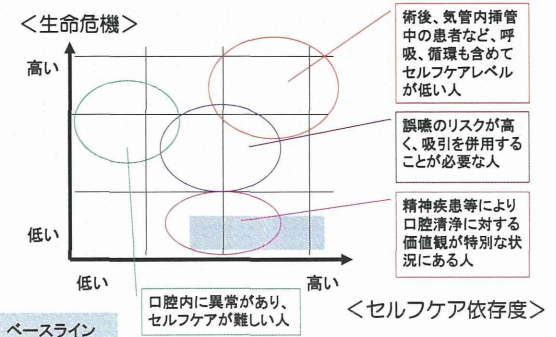 <生命危機>
高い
低い
低い
高い
<セルフケア依存度>
術後、気管内挿管
中の患者など、呼
吸、循環も含めて
セルフケアレベル
が低い人
誤嚥のリスクが高
く、吸引を併用する
ことが必要な人
精神疾患等により
口腔清浄に対する
価値観が特別な状
況にある人
口腔内に異常があり、
セルフケアが難しい人
ベースライン